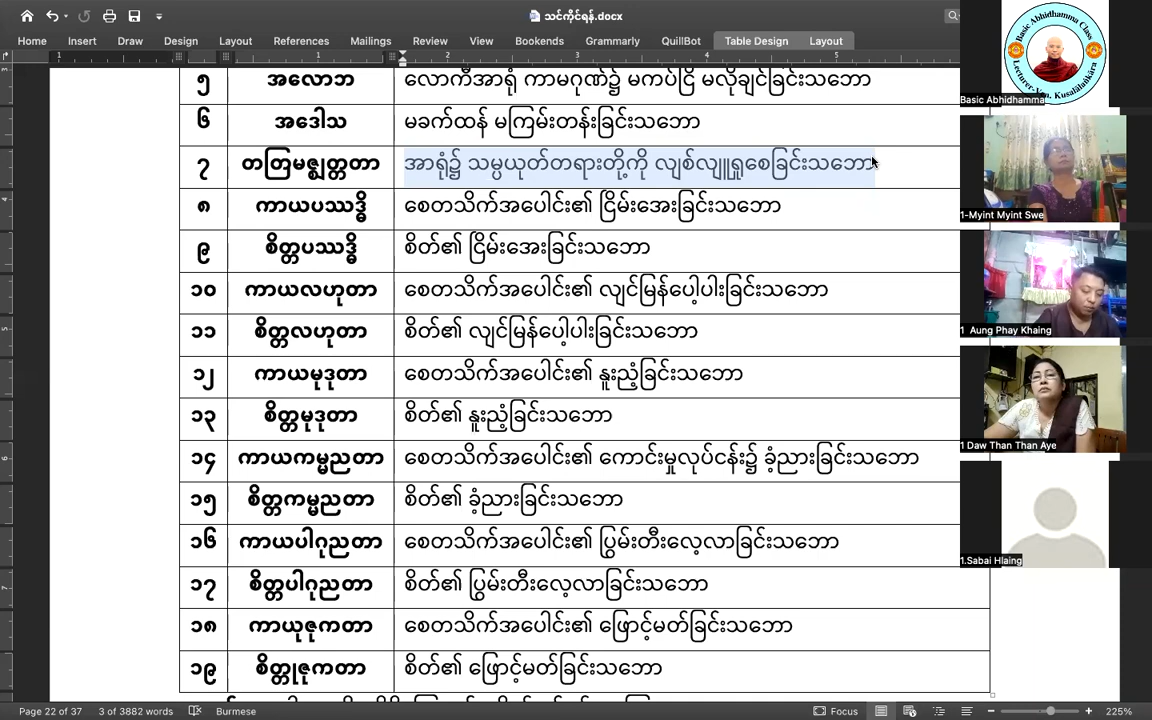 သင်ကိုင်ရန်.docx
Home Insert Draw Design Layout References Mailings Review View Bookends Grammarly QuillBot Table Design Layout
၅ အလောဘ လောကီအာရုံ ကာမဂုဏ်၌ မကပ်ငြိ မလိုချင်ခြင်းသဘော
၆ အဒေါသ မခက်ထန် မကြမ်းတန်းခြင်းသဘော
၇ တတြမဇ္ဈတ္တတာ အာရုံ၌ သမ္ပယုတ်တရားတို့ကို လျစ်လျူရှုစေခြင်းသဘော
၈ ကာယပဿဒ္ဓိ စေတသိက်အပေါင်း၏ ငြိမ်းအေးခြင်းသဘော
၉ စိတ္တပဿဒ္ဓိ စိတ်၏ ငြိမ်းအေးခြင်းသဘော
၁၀ ကာယလဟုတာ စေတသိက်အပေါင်း၏ လျင်မြန်ပေါ့ပါးခြင်းသဘော
၁၁ စိတ္တလဟုတာ စိတ်၏ လျင်မြန်ပေါ့ပါးခြင်းသဘော
၁၂ ကာယမုဒုတာ စေတသိက်အပေါင်း၏ နူးညံ့ခြင်းသဘော
၁၃ စိတ္တမုဒုတာ စိတ်၏ နူးညံ့ခြင်းသဘော
၁၄ ကာယကမ္မညတာ စေတသိက်အပေါင်း၏ ကောင်းမှုလုပ်ငန်း၌ ခံ့ညားခြင်းသဘော
၁၅ စိတ္တကမ္မညတာ စိတ်၏ ခံ့ညားခြင်းသဘော
၁၆ ကာယပါဂုညတာ စေတသိက်အပေါင်း၏ ပြွမ်းတီးလေ့လာခြင်းသဘော
၁၇ စိတ္တပါဂုညတာ စိတ်၏ ပြွမ်းတီးလေ့လာခြင်းသဘော
၁၈ ကာယုဇုကတာ စေတသိက်အပေါင်း၏ ဖြောင့်မတ်ခြင်းသဘော
၁၉ စိတ္တုဇုကတာ စိတ်၏ ဖြောင့်မတ်ခြင်းသဘော
Page 22 of 37 3 of 3882 words Burmese Focus 225%
Basic Abhidhamma Class
Lecturer-Ven. Kusalālaṅkāra
Basic Abhidhamma
1-Myint Myint Swe
1 Aung Phay Khaing
1 Daw Than Than Aye
1.Sabai Hlaing